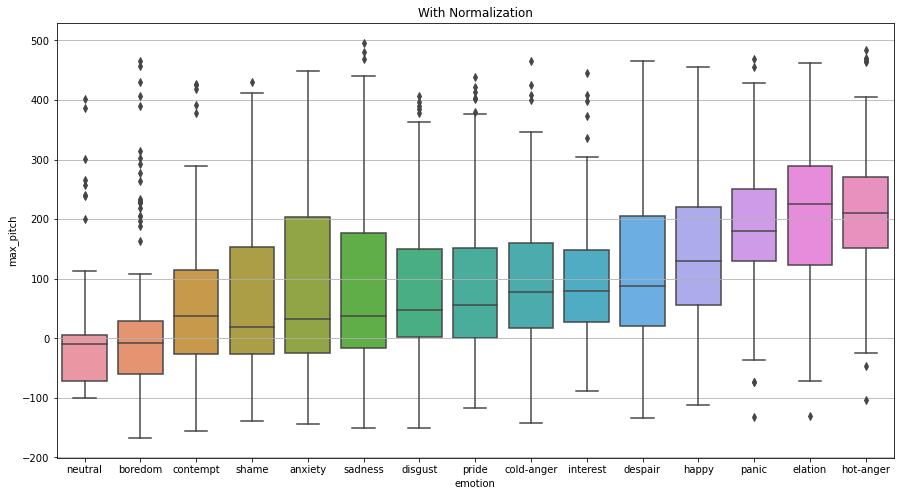 With Normalization
500
400
300
200
100
0
−100
−200
max_pitch
neutral boredom contempt shame anxiety sadness disgust pride cold-anger interest despair happy panic elation hot-anger
emotion